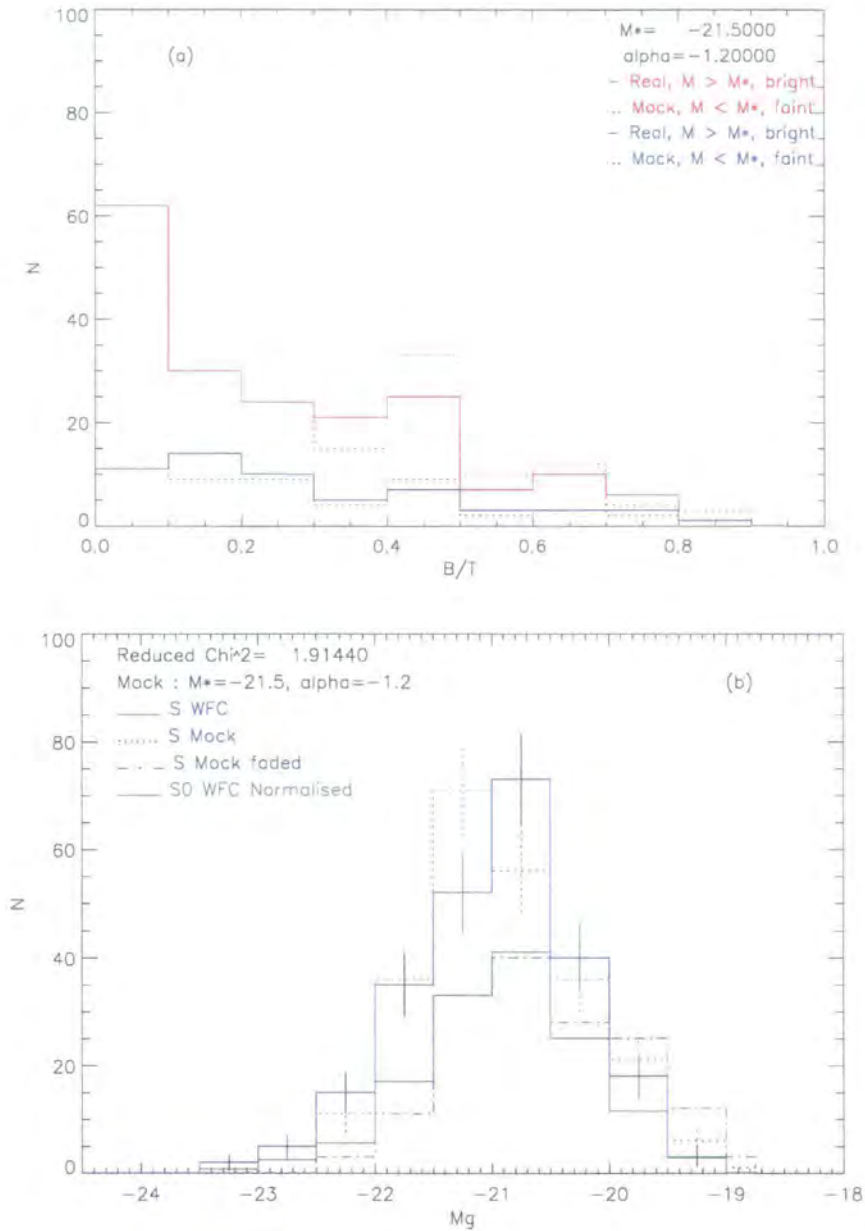 100
M*= -21.5000
(a)
alpha=-1.20000
80
- Real, M > M*, bright
.. Mock, M < M*, faint
- Real, M > M*, bright
.. Mock, M < M*, faint
60
N
40
20
0
0.0 0.2 0.4 0.6 0.8 1.0
B/T
100
Reduced Chi^2= 1.91440
Mock : M*=-21.5, alpha=-1.2
(b)
S WFC
80
S Mock
S Mock faded
S0 WFC Normalised
60
N
40
20
0
-24 -23 -22 -21 -20 -19 -18
Mg